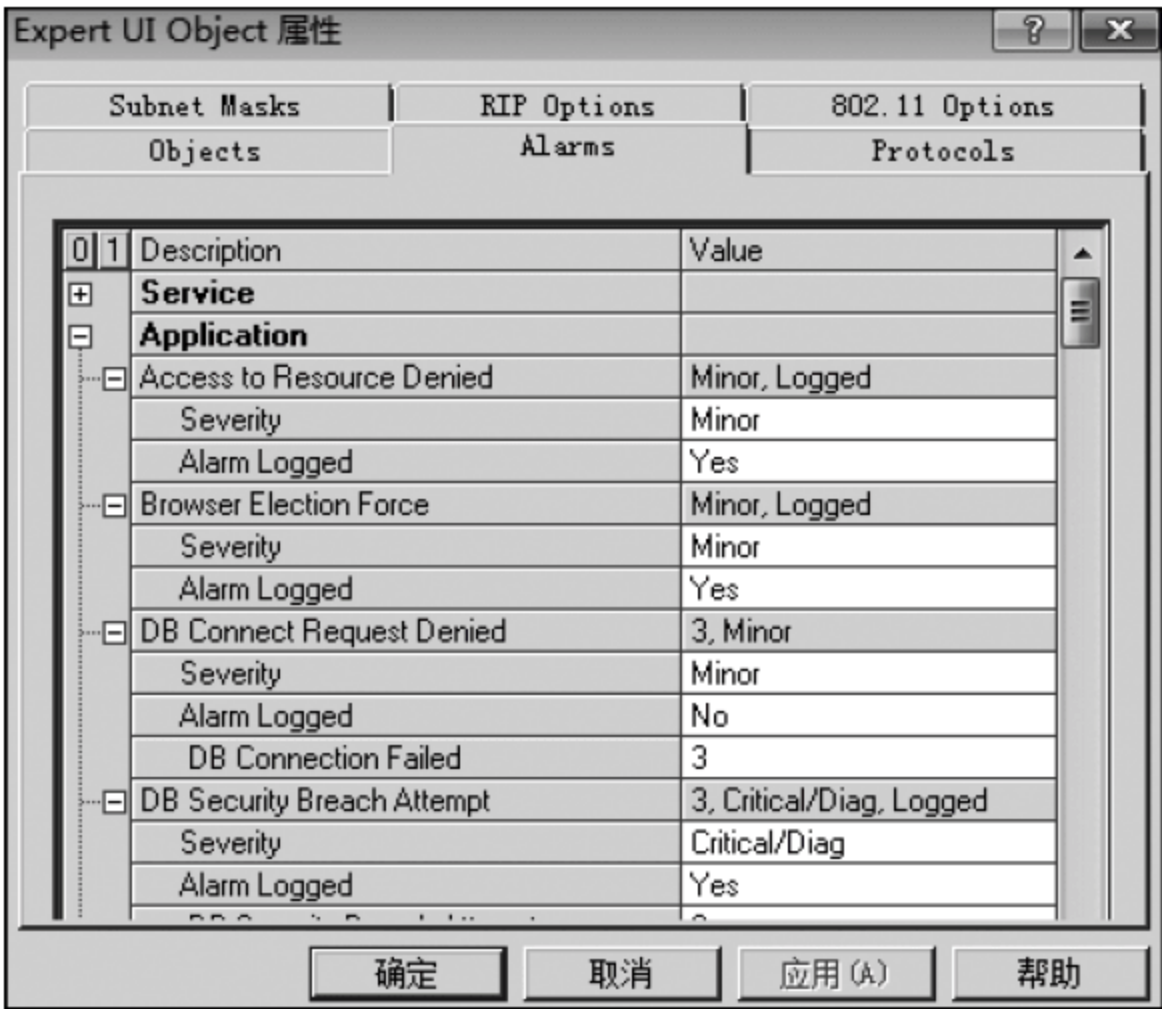 Expert UI Object 属性
Subnet Masks RIP Options 802.11 Options
Objects Alarms Protocols
0 1 Description Value
Service
Application
Access to Resource Denied Minor, Logged
Severity Minor
Alarm Logged Yes
Browser Election Force Minor, Logged
Severity Minor
Alarm Logged Yes
DB Connect Request Denied 3, Minor
Severity Minor
Alarm Logged No
DB Connection Failed 3
DB Security Breach Attempt 3, Critical/Diag, Logged
Severity Critical/Diag
Alarm Logged Yes
确定 取消 应用(A) 帮助